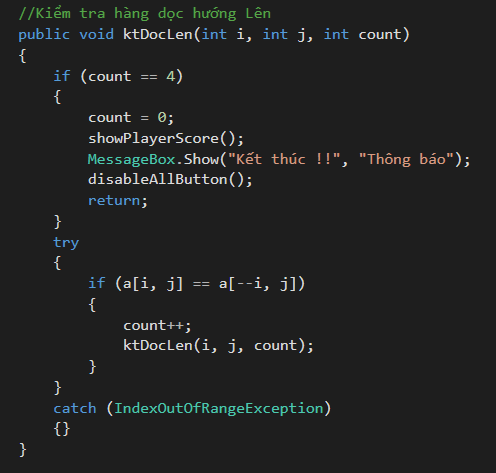 //Kiểm tra hàng dọc hướng Lên
public void ktDocLen(int i, int j, int count)
{
    if (count == 4)
    {
        count = 0;
        showPlayerScore();
        MessageBox.Show("Kết thúc !!", "Thông báo");
        disableAllButton();
        return;
    }
    try
    {
        if (a[i, j] == a[--i, j])
        {
            count++;
            ktDocLen(i, j, count);
        }
    }
    catch (IndexOutOfRangeException)
    {}
}